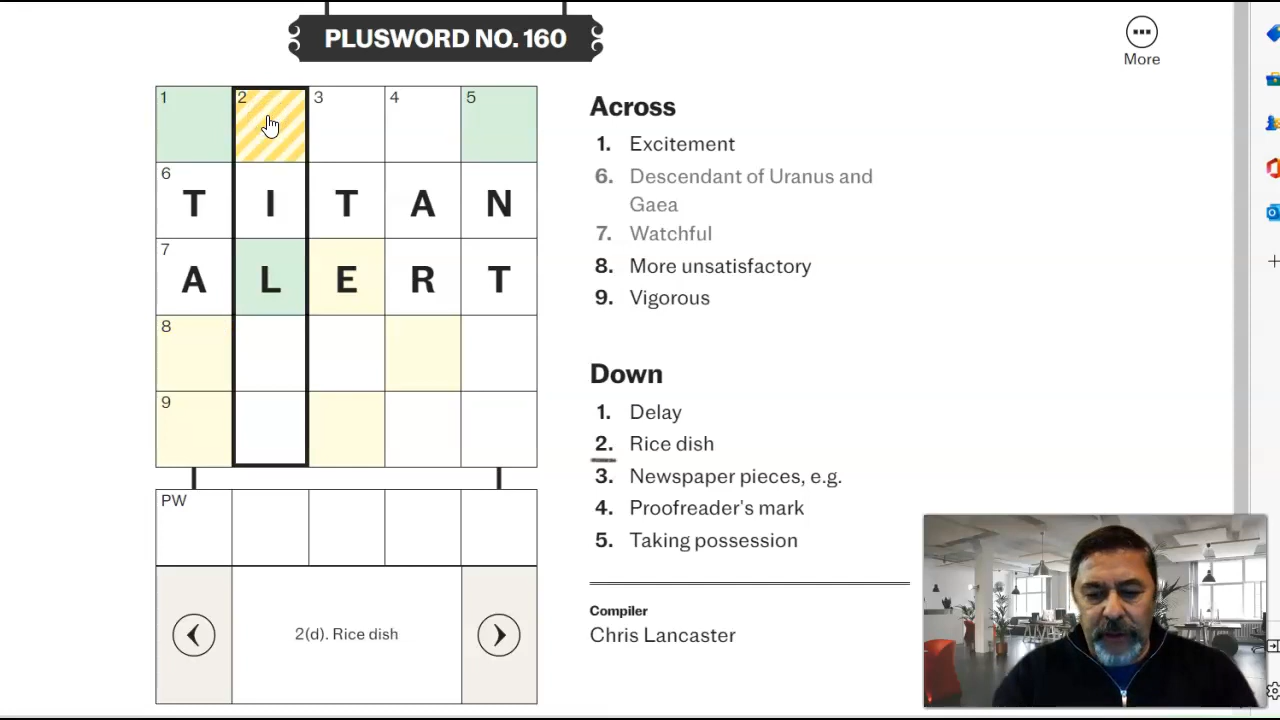 PLUSWORD NO. 160
More
1 2 3 4 5
6 T I T A N
7 A L E R T
8
9
PW
2(d). Rice dish
Across
1. Excitement
6. Descendant of Uranus and
Gaea
7. Watchful
8. More unsatisfactory
9. Vigorous
Down
1. Delay
2. Rice dish
3. Newspaper pieces, e.g.
4. Proofreader's mark
5. Taking possession
Compiler
Chris Lancaster